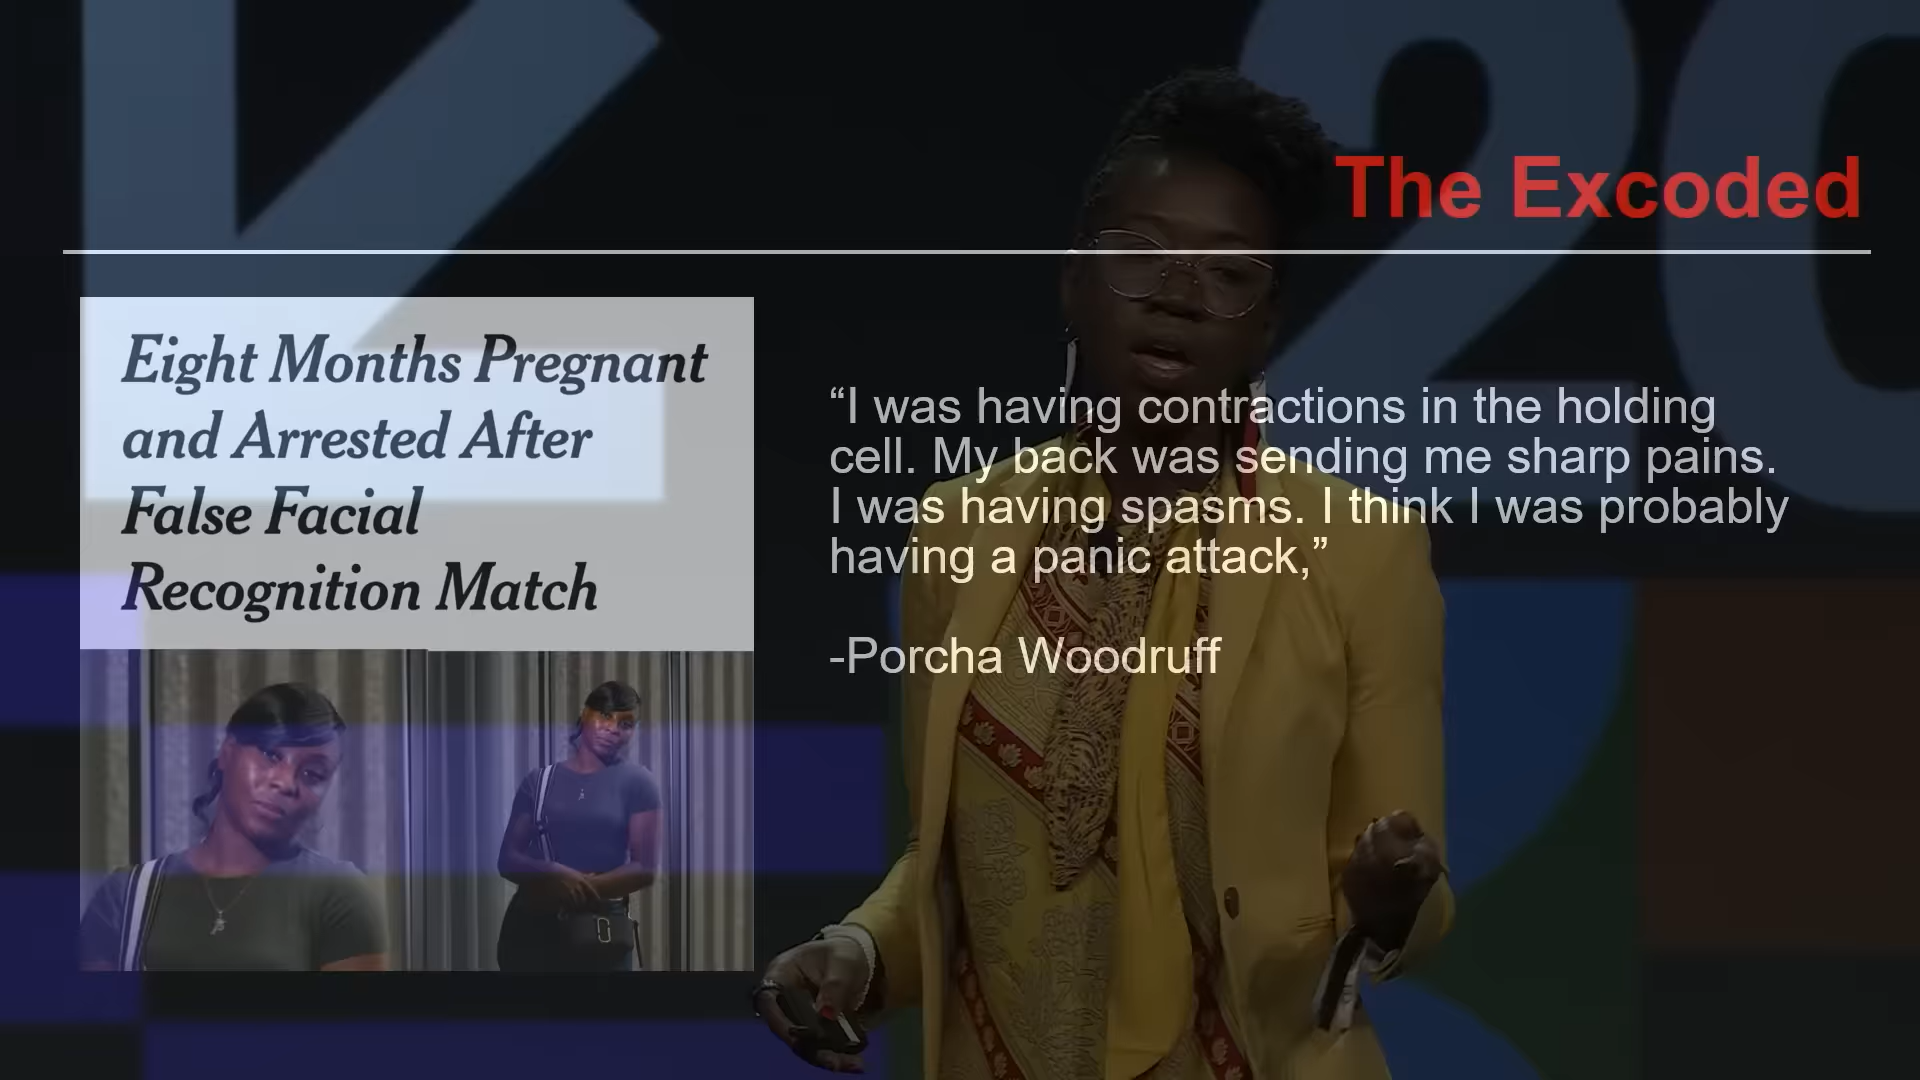 The Excoded
Eight Months Pregnant
and Arrested After
False Facial
Recognition Match
“I was having contractions in the holding
cell. My back was sending me sharp pains.
I was having spasms. I think I was probably
having a panic attack,”
-Porcha Woodruff
20